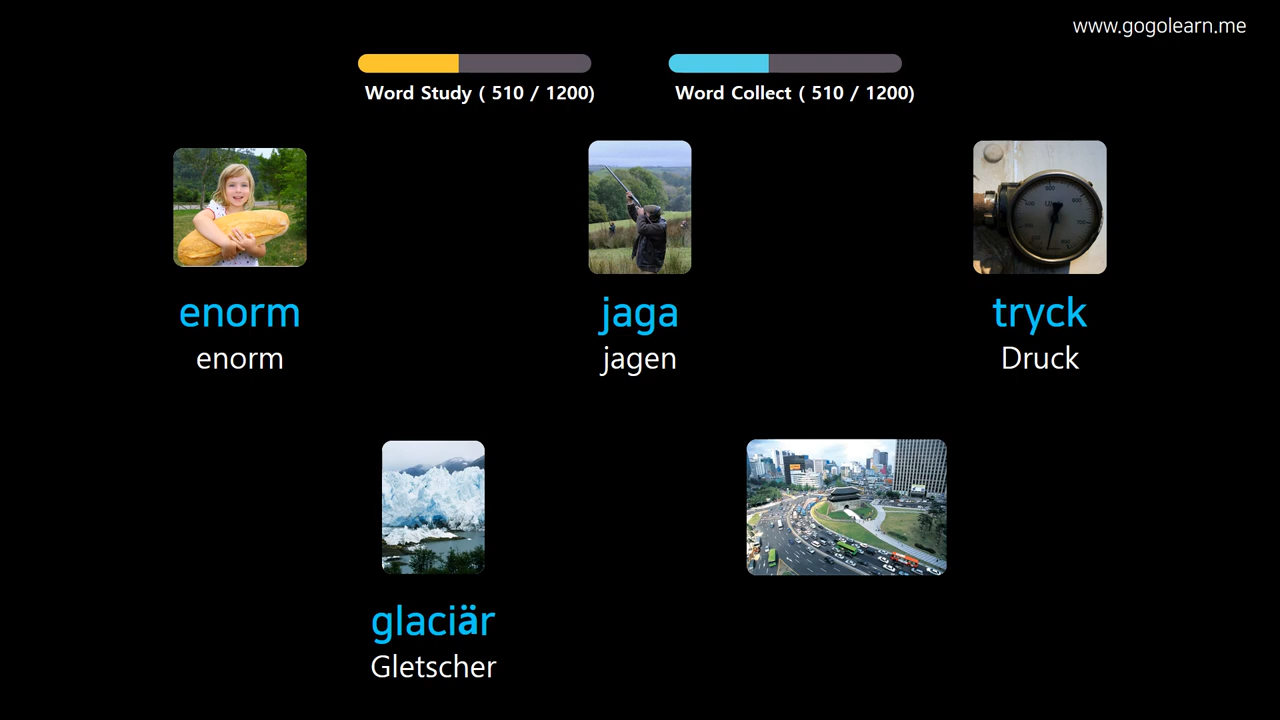 www.gogolearn.me
Word Study ( 510 / 1200)
Word Collect ( 510 / 1200)
enorm
enorm
jaga
jagen
tryck
Druck
glaciär
Gletscher